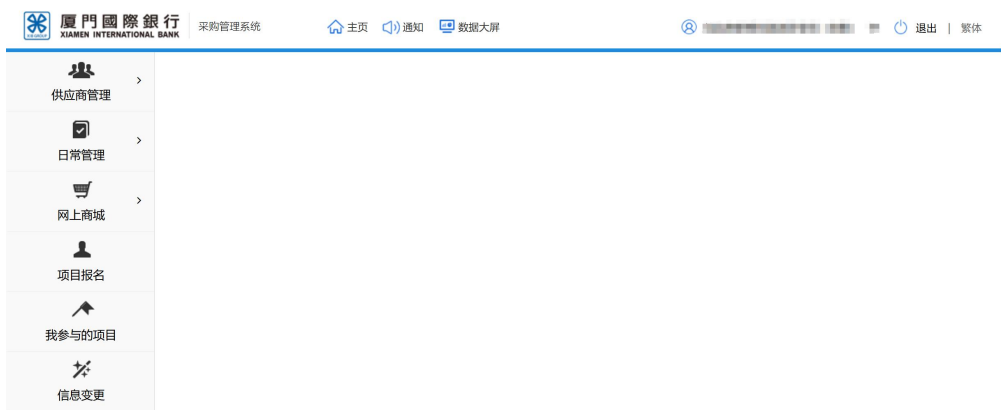 厦門國際銀行
XIAMEN INTERNATIONAL BANK
采购管理系统
主页 通知 数据大屏
退出 | 繁体
供应商管理
日常管理
网上商城
项目报名
我参与的项目
信息变更